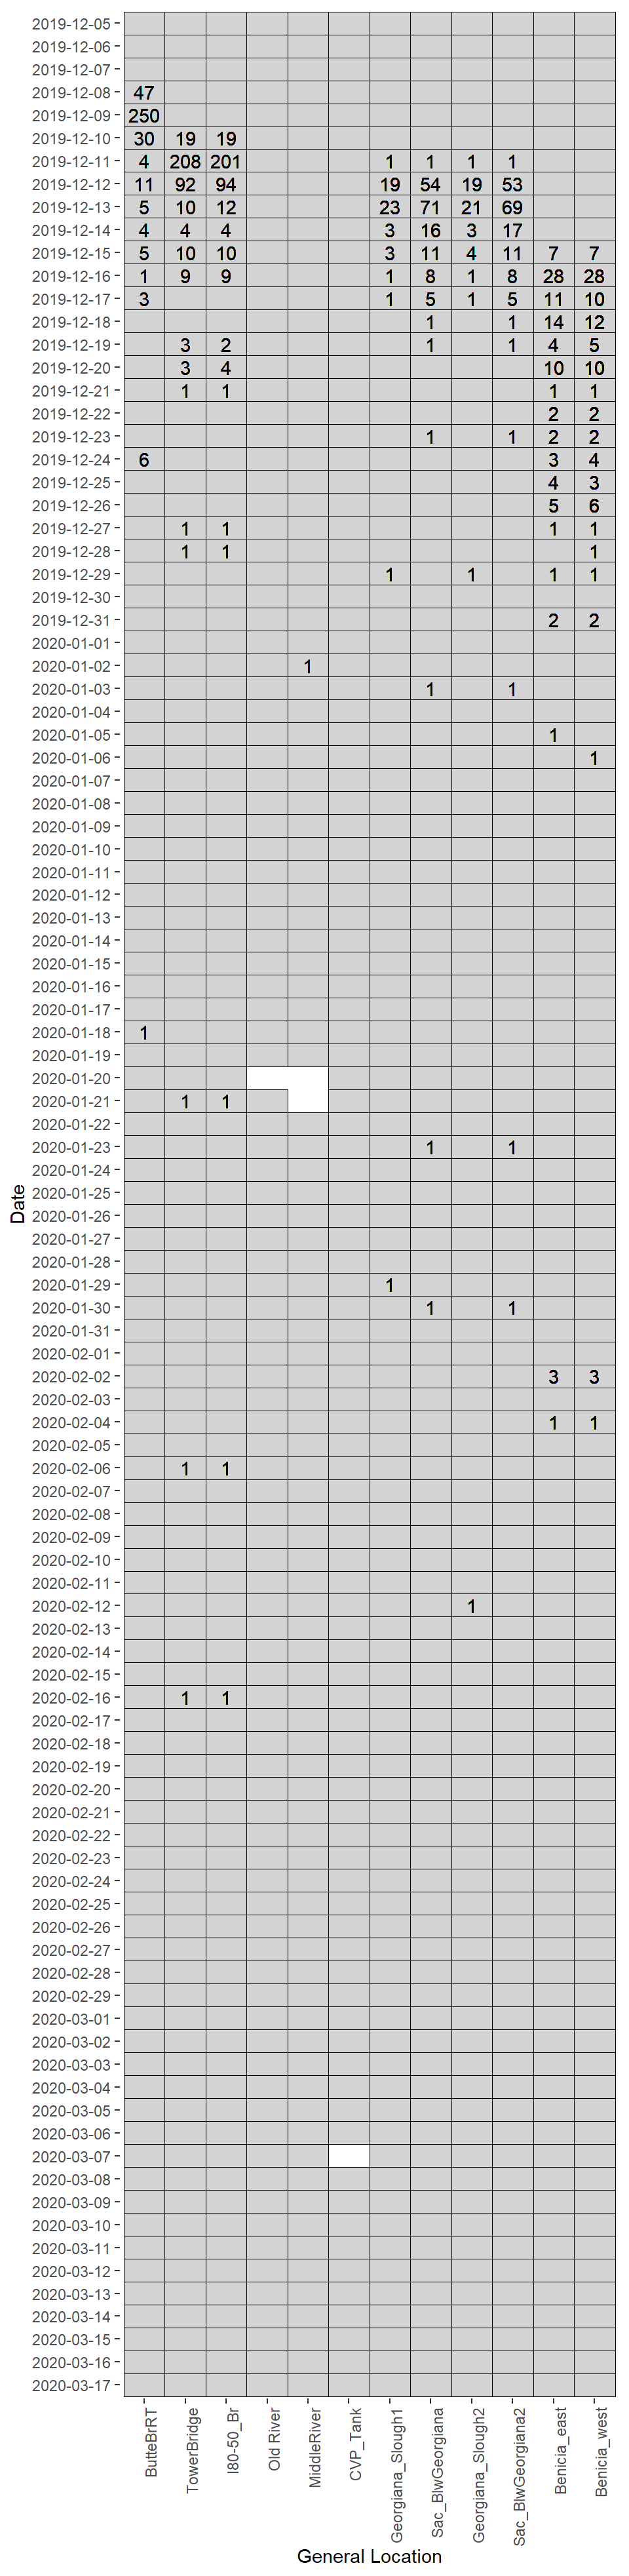 2019-12-05
2019-12-06
2019-12-07
2019-12-08 47
2019-12-09 250
2019-12-10 30 19 19
2019-12-11 4 208 201 1 1 1 1
2019-12-12 11 92 94 19 54 19 53
2019-12-13 5 10 12 23 71 21 69
2019-12-14 4 4 4 3 16 3 17
2019-12-15 5 10 10 3 11 4 11 7 7
2019-12-16 1 9 9 1 8 1 8 28 28
2019-12-17 3 1 5 1 5 11 10
2019-12-18 1 1 14 12
2019-12-19 3 2 1 1 4 5
2019-12-20 3 4 10 10
2019-12-21 1 1 1 1
2019-12-22 2 2
2019-12-23 1 1 2 2
2019-12-24 6 3 4
2019-12-25 4 3
2019-12-26 5 6
2019-12-27 1 1 1 1
2019-12-28 1 1 1
2019-12-29 1 1 1 1
2019-12-30
2019-12-31 2 2
2020-01-01
2020-01-02 1
2020-01-03 1 1
2020-01-04
2020-01-05 1
2020-01-06 1
2020-01-07
2020-01-08
2020-01-09
2020-01-10
2020-01-11
2020-01-12
2020-01-13
2020-01-14
2020-01-15
2020-01-16
2020-01-17
2020-01-18 1
2020-01-19
2020-01-20
2020-01-21 1 1
2020-01-22
2020-01-23 1 1
2020-01-24
2020-01-25
2020-01-26
2020-01-27
2020-01-28
2020-01-29 1
2020-01-30 1 1
2020-01-31
2020-02-01
2020-02-02 3 3
2020-02-03
2020-02-04 1 1
2020-02-05
2020-02-06 1 1
2020-02-07
2020-02-08
2020-02-09
2020-02-10
2020-02-11
2020-02-12 1
2020-02-13
2020-02-14
2020-02-15
2020-02-16 1 1
2020-02-17
2020-02-18
2020-02-19
2020-02-20
2020-02-21
2020-02-22
2020-02-23
2020-02-24
2020-02-25
2020-02-26
2020-02-27
2020-02-28
2020-02-29
2020-03-01
2020-03-02
2020-03-03
2020-03-04
2020-03-05
2020-03-06
2020-03-07
2020-03-08
2020-03-09
2020-03-10
2020-03-11
2020-03-12
2020-03-13
2020-03-14
2020-03-15
2020-03-16
2020-03-17
Date
ButteBrRT
TowerBridge
I80-50_Br
Old River
MiddleRiver
CVP_Tank
Georgiana_Slough1
Sac_BlwGeorgiana
Georgiana_Slough2
Sac_BlwGeorgiana2
Benicia_east
Benicia_west
General Location